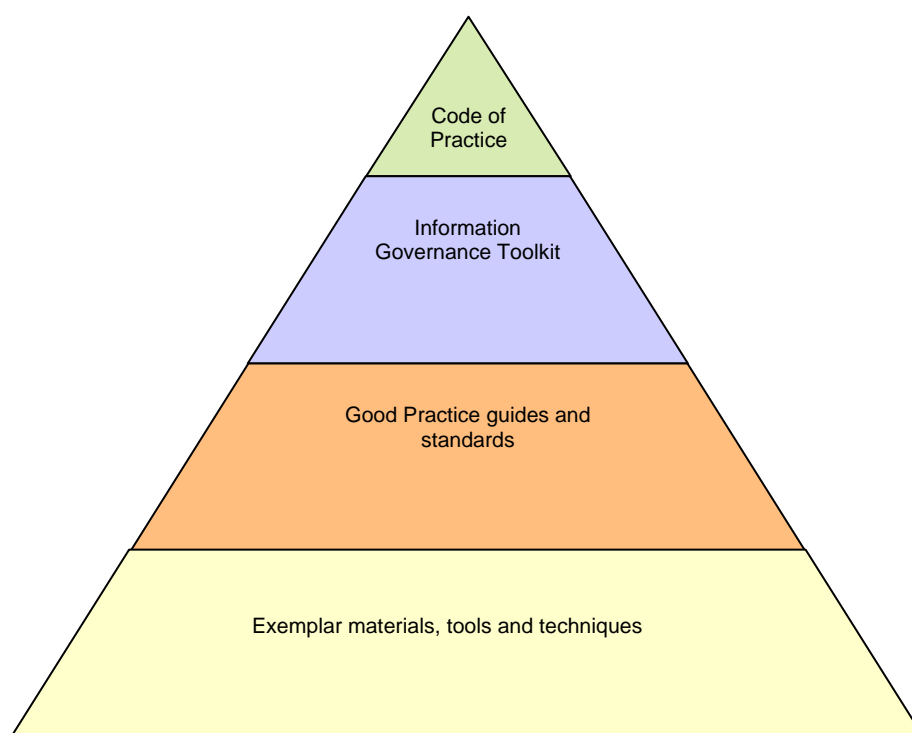 Code of
Practice
Information
Governance Toolkit
Good Practice guides and
standards
Exemplar materials, tools and techniques